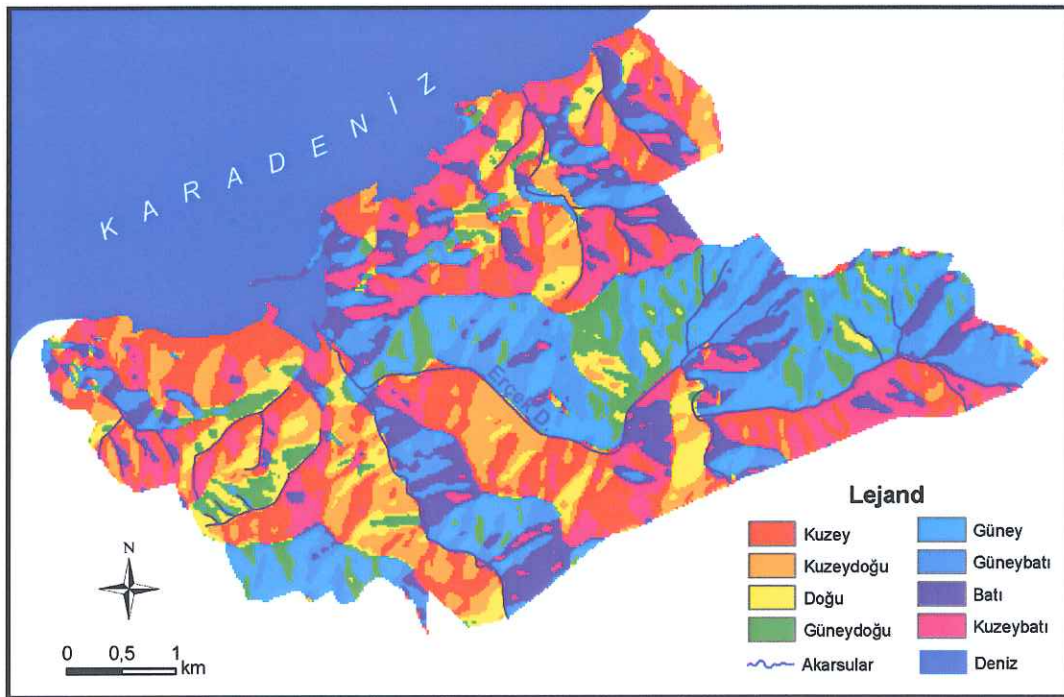 KARADENİZ
Erçek D.
N
0 0,5 1
km
Lejand
Kuzey
Kuzeydoğu
Doğu
Güneydoğu
Akarsular
Güney
Güneybatı
Batı
Kuzeybatı
Deniz